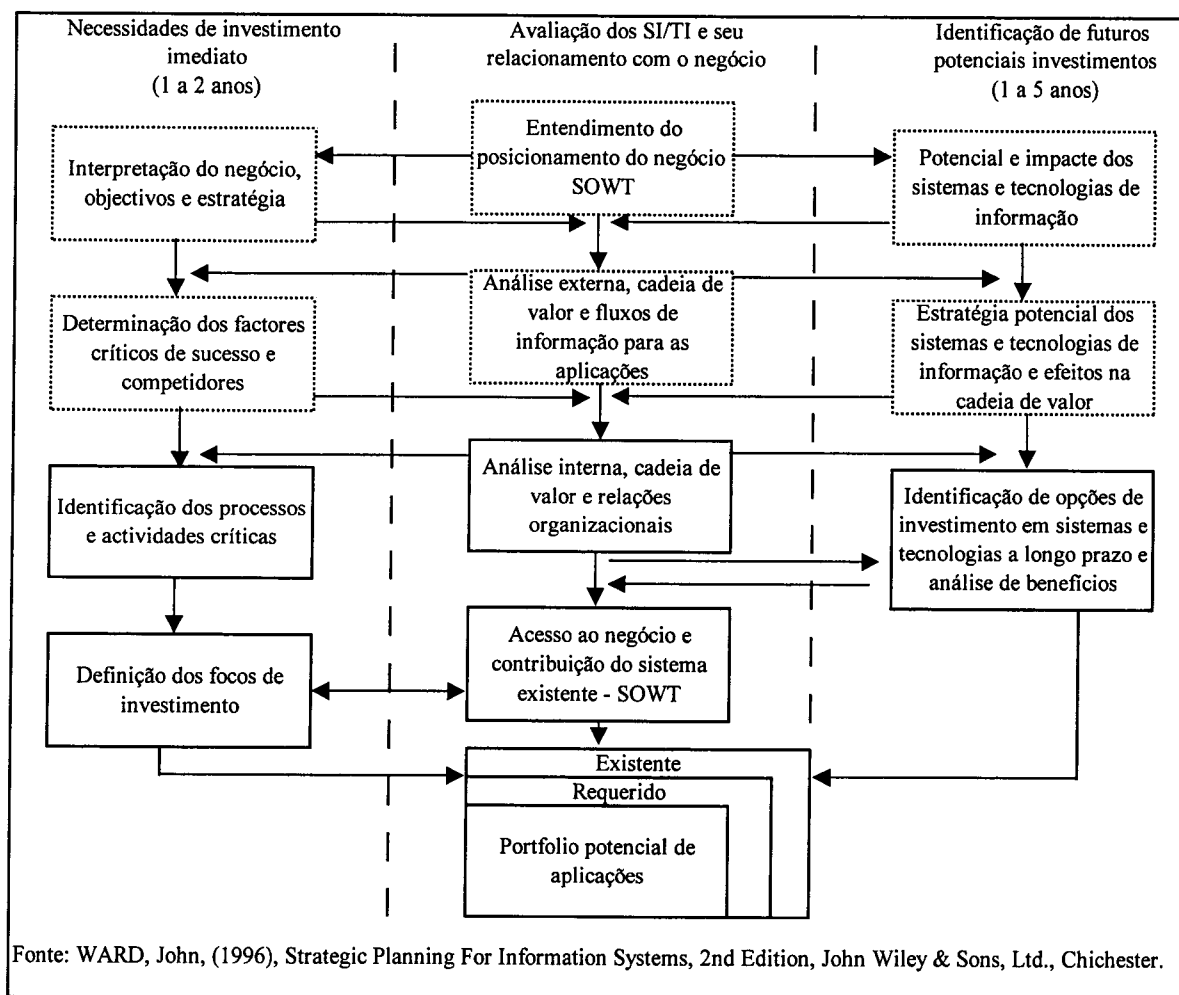 Necessidades de investimento
imediato
(1 a 2 anos)
Avaliação dos SI/TI e seu
relacionamento com o negócio
Identificação de futuros
potenciais investimentos
(1 a 5 anos)
Interpretação do negócio,
objectivos e estratégia
Entendimento do
posicionamento do negócio
SOWT
Potencial e impacte dos
sistemas e tecnologias de
informação
Determinação dos factores
críticos de sucesso e
competidores
Análise externa, cadeia de
valor e fluxos de
informação para as
aplicações
Estratégia potencial dos
sistemas e tecnologias de
informação e efeitos na
cadeia de valor
Identificação dos processos
e actividades críticas
Análise interna, cadeia de
valor e relações
organizacionais
Identificação de opções de
investimento em sistemas e
tecnologias a longo prazo e
análise de benefícios
Definição dos focos de
investimento
Acesso ao negócio e
contribuição do sistema
existente - SOWT
Existente
Requerido
Portfolio potencial de
aplicações
Fonte: WARD, John, (1996), Strategic Planning For Information Systems, 2nd Edition, John Wiley & Sons, Ltd., Chichester.